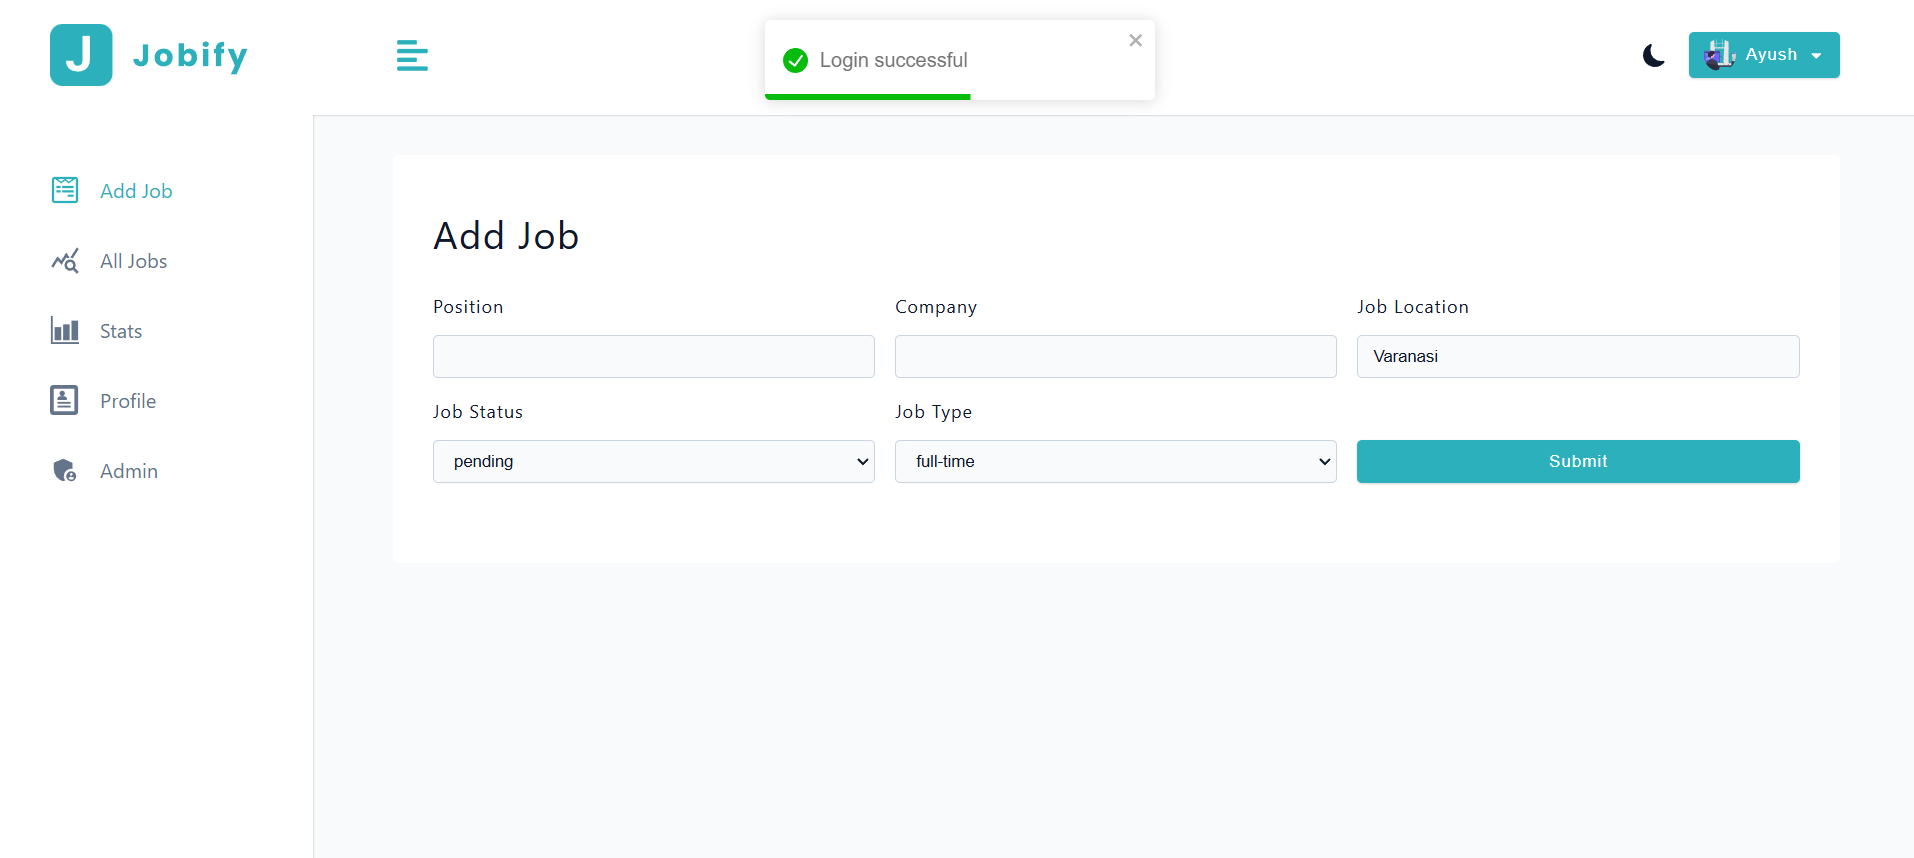 J Jobify
Login successful
Ayush
Add Job
All Jobs
Stats
Profile
Admin
Add Job
Position
Company
Job Location
Varanasi
Job Status
Job Type
pending
full-time
Submit